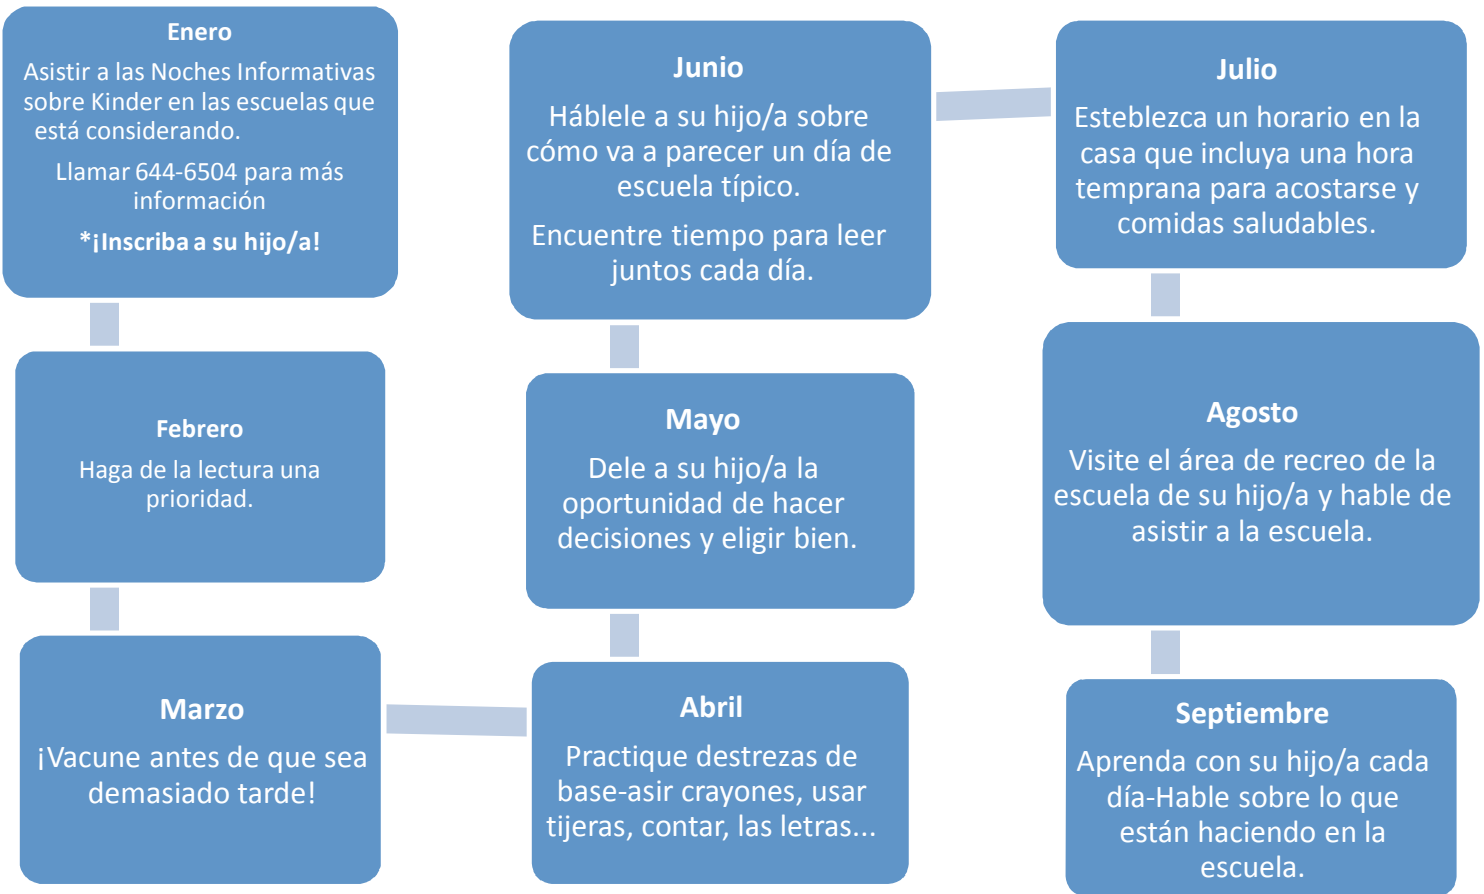 Enero
Asistir a las Noches Informativas
sobre Kinder en las escuelas que
está considerando.
Llamar 644-6504 para más
información
*¡Inscriba a su hijo/a!
Febrero
Haga de la lectura una
prioridad.
Marzo
¡Vacune antes de que sea
demasiado tarde!
Abril
Practique destrezas de
base-asir crayones, usar
tijeras, contar, las letras...
Mayo
Dele a su hijo/a la
oportunidad de hacer
decisiones y eligir bien.
Junio
Háblele a su hijo/a sobre
cómo va a parecer un día de
escuela típico.
Encuentre tiempo para leer
juntos cada día.
Julio
Esteblezca un horario en la
casa que incluya una hora
temprana para acostarse y
comidas saludables.
Agosto
Visite el área de recreo de la
escuela de su hijo/a y hable de
asistir a la escuela.
Septiembre
Aprenda con su hijo/a cada
día-Hable sobre lo que
están haciendo en la
escuela.